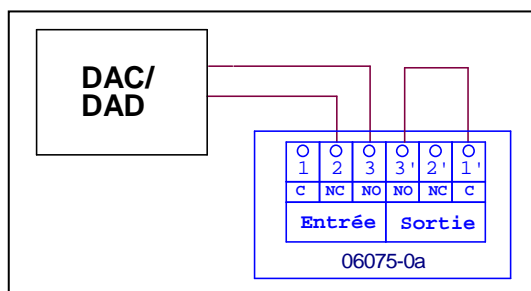 DAC/
DAD
1 2 3 3' 2' 1'
C NC NO NO NC C
Entrée Sortie
06075-0a